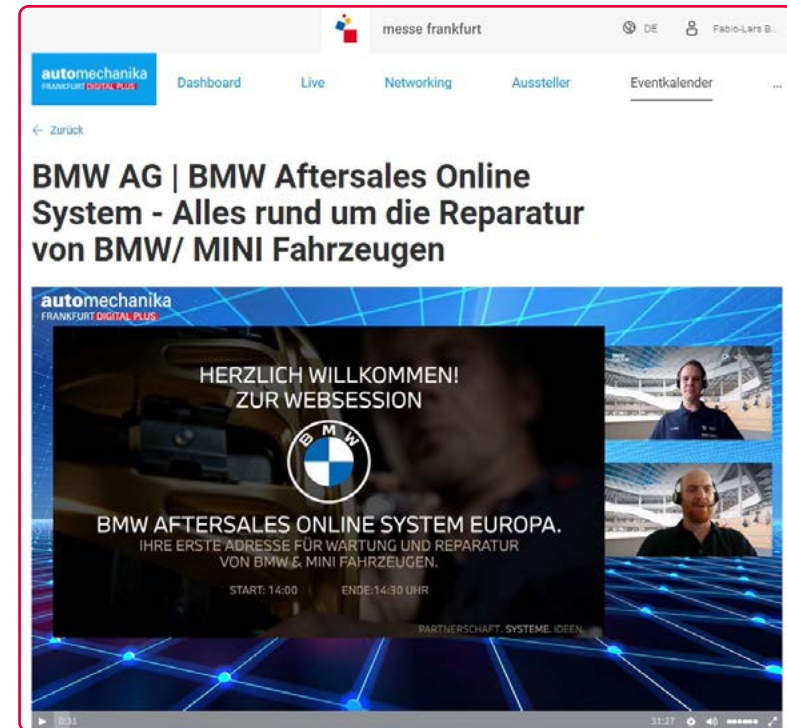 messe frankfurt
DE
Fabio-Lars B...
automechanika
FRANKFURT DIGITAL PLUS
Dashboard
Live
Networking
Aussteller
Eventkalender
...
← Zurück
BMW AG | BMW Aftersales Online
System - Alles rund um die Reparatur
von BMW/ MINI Fahrzeugen
automechanika
FRANKFURT DIGITAL PLUS
HERZLICH WILLKOMMEN!
ZUR WEBSESSION
BMW
BMW AFTERSALES ONLINE SYSTEM EUROPA.
IHRE ERSTE ADRESSE FÜR WARTUNG UND REPARATUR
VON BMW & MINI FAHRZEUGEN.
START: 14:00 ENDE:14:30 UHR
PARTNERSCHAFT. SYSTEME. IDEEN.
0:31
31:27